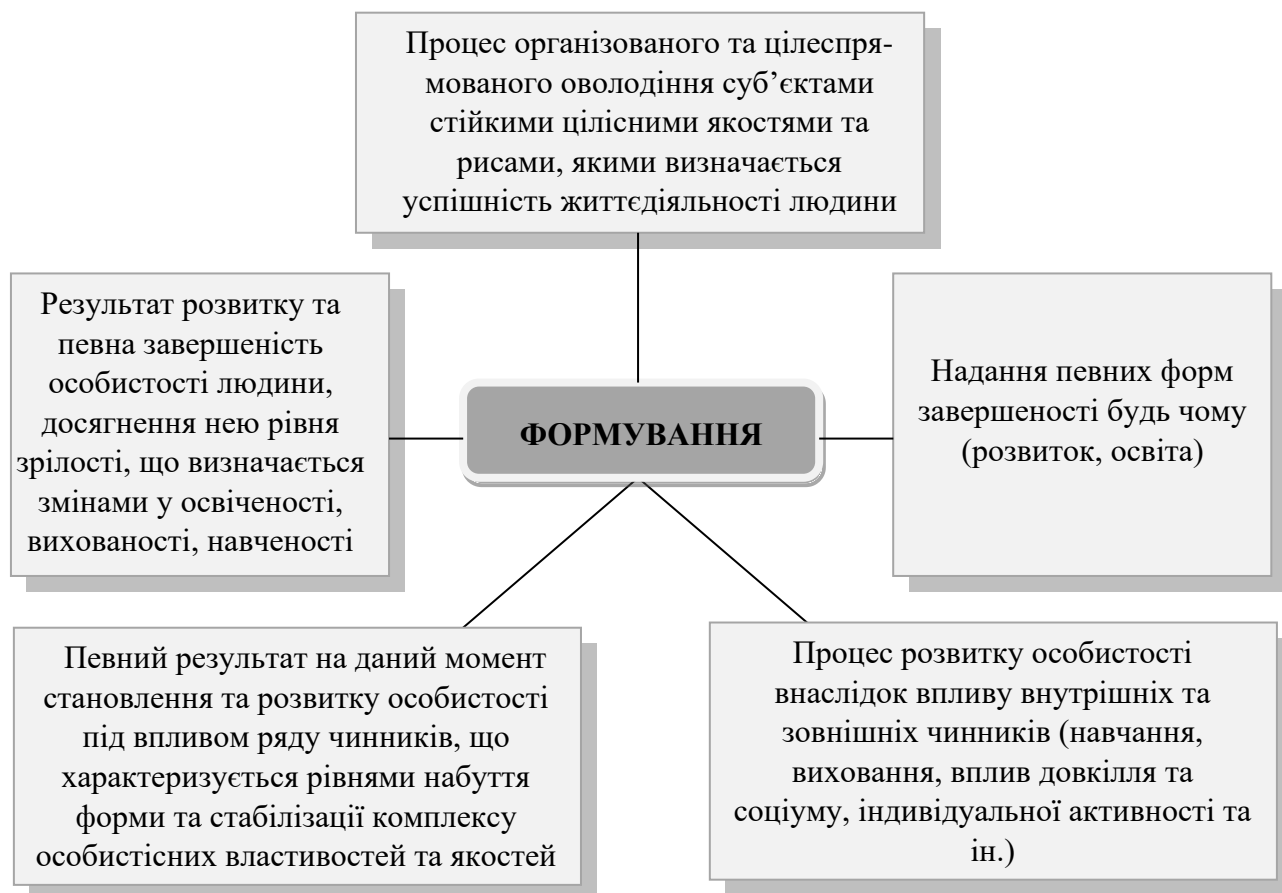 Процес організованого та цілеспря-
мованого оволодіння суб’єктами
стійкими цілісними якостями та
рисами, якими визначається
успішність життєдіяльності людини
Результат розвитку та
певна завершеність
особистості людини,
досягнення нею рівня
зрілості, що визначається
змінами у освіченості,
вихованості, навченості
ФОРМУВАННЯ
Надання певних форм
завершеності будь чому
(розвиток, освіта)
Певний результат на даний момент
становлення та розвитку особистості
під впливом ряду чинників, що
характеризується рівнями набуття
форми та стабілізації комплексу
особистісних властивостей та якостей
Процес розвитку особистості
внаслідок впливу внутрішніх та
зовнішніх чинників (навчання,
виховання, вплив довкілля та
соціуму, індивідуальної активності та
ін.)